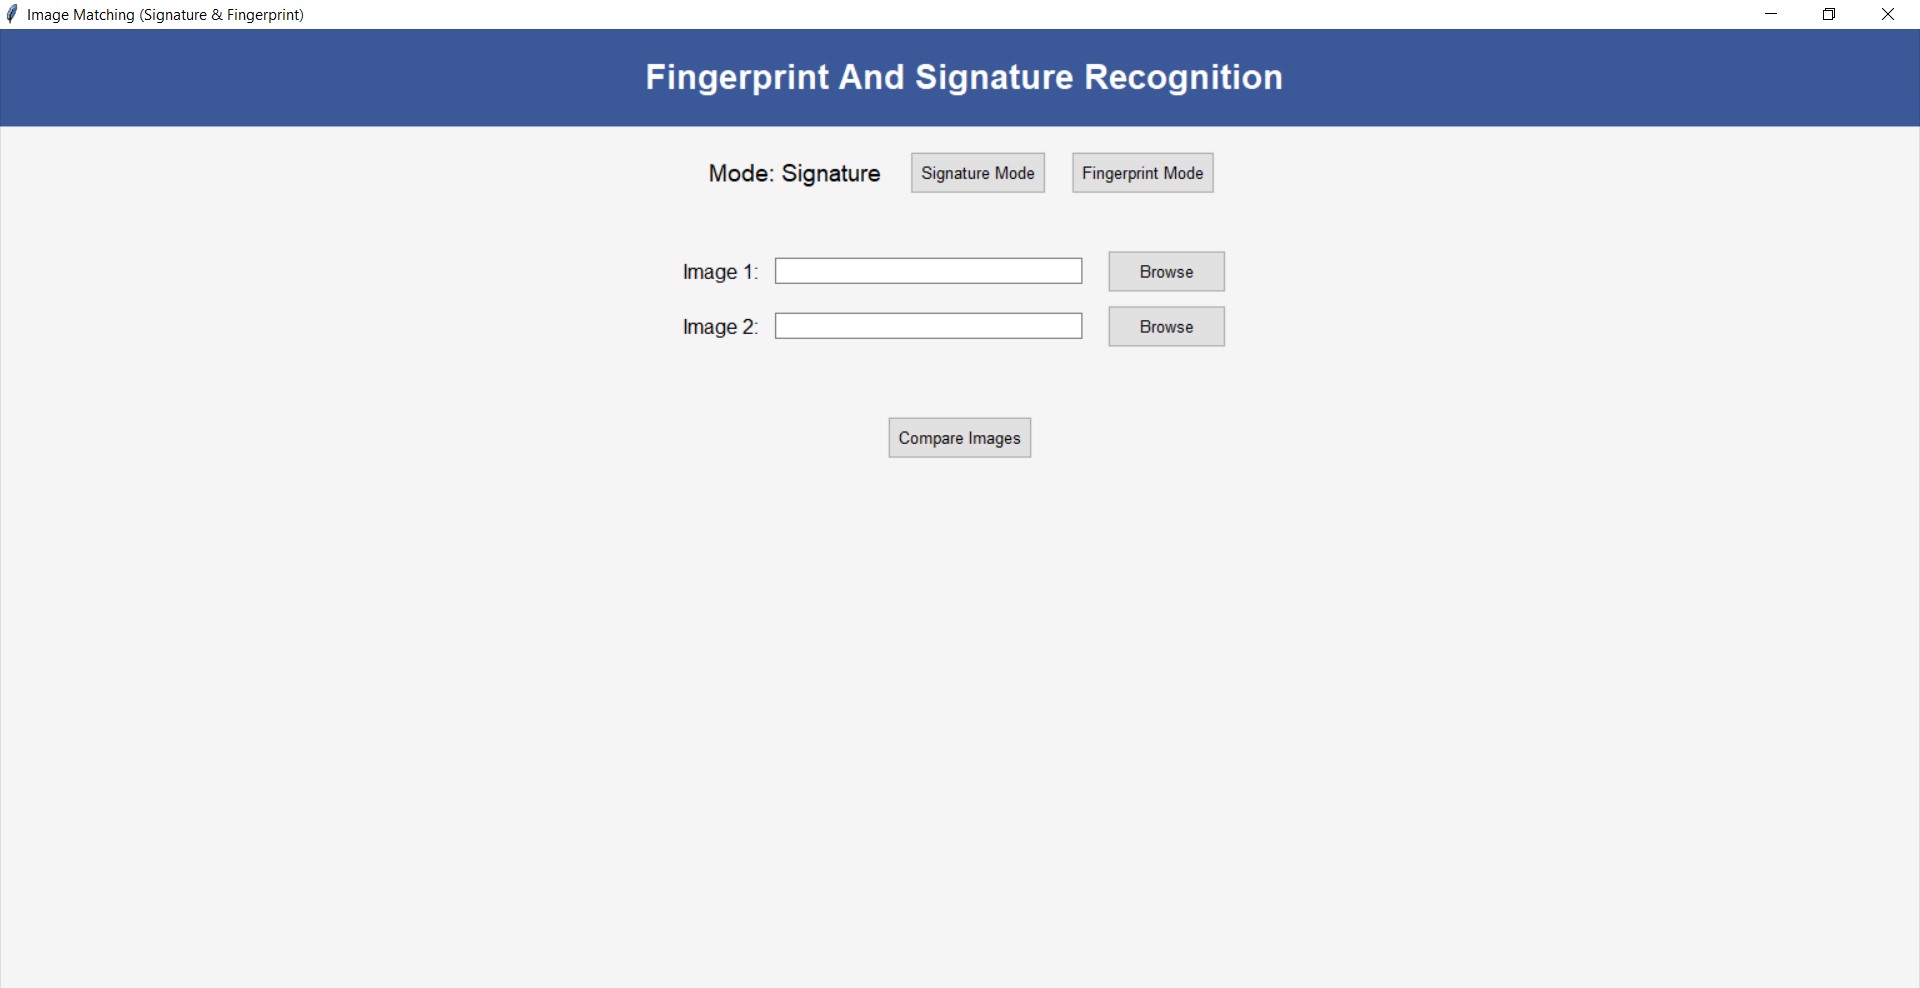 Image Matching (Signature & Fingerprint)
Fingerprint And Signature Recognition
Mode: Signature Signature Mode Fingerprint Mode
Image 1: Browse
Image 2: Browse
Compare Images